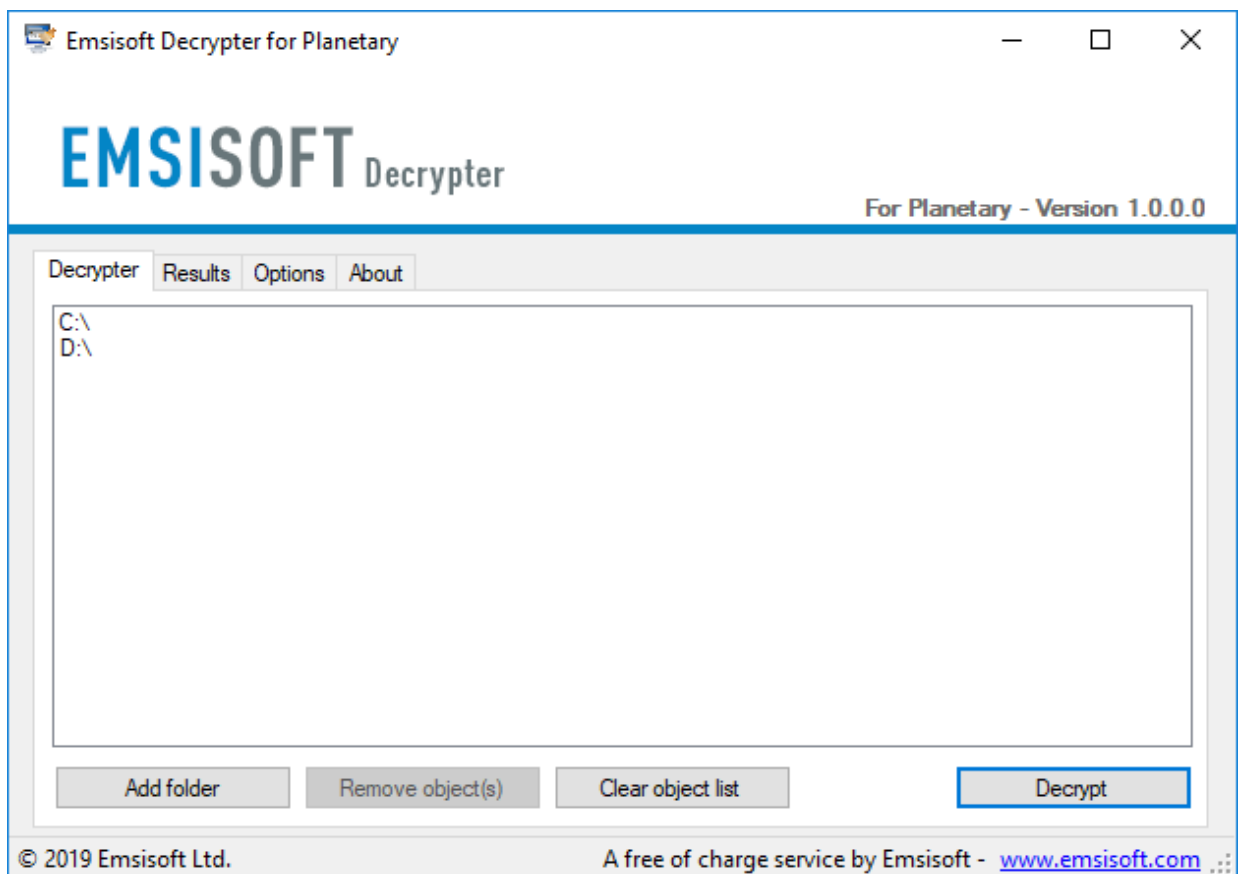 Emsisoft Decrypter for Planetary
EMSISOFT Decrypter
For Planetary - Version 1.0.0.0
Decrypter Results Options About
C:\
D:\
Add folder Remove object(s) Clear object list Decrypt
© 2019 Emsisoft Ltd. A free of charge service by Emsisoft - www.emsisoft.com